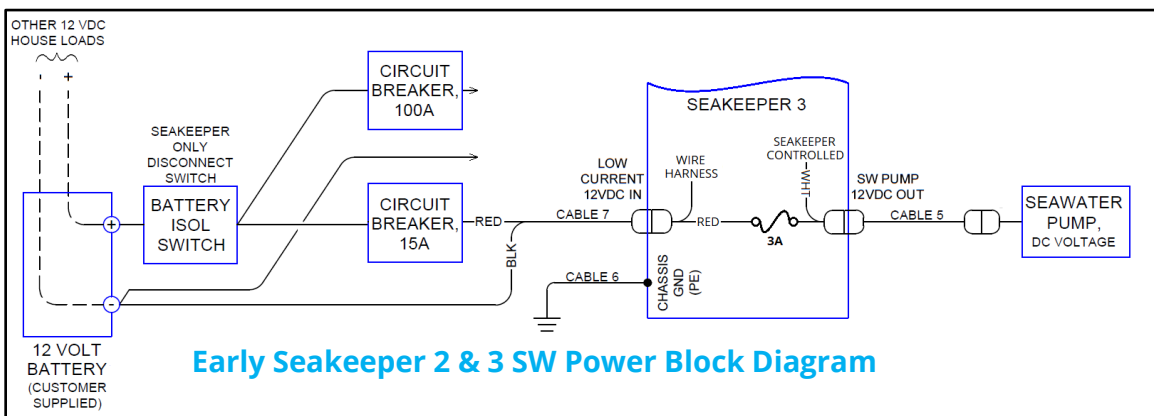 OTHER 12 VDC
HOUSE LOADS
-
+
SEAKEEPER
ONLY
DISCONNECT
SWITCH
BATTERY
ISOL
SWITCH
+
-
12 VOLT
BATTERY
(CUSTOMER
SUPPLIED)
CIRCUIT
BREAKER,
100A
CIRCUIT
BREAKER,
15A
RED
BLK
CABLE 7
CABLE 6
LOW
CURRENT
12VDC IN
SEAKEEPER 3
WIRE
HARNESS
RED
3A
SEAKEEPER
CONTROLLED
WHT
CHASSIS
GND
(PE)
SW PUMP
12VDC OUT
CABLE 5
SEAWATER
PUMP,
DC VOLTAGE
Early Seakeeper 2 & 3 SW Power Block Diagram